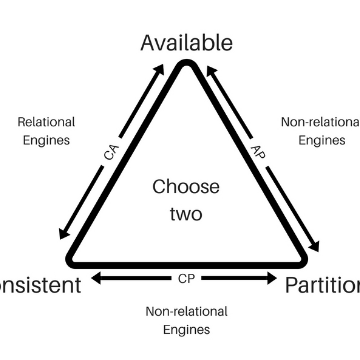 Available
Relational
Engines
Non-relationa
Engines
CA
AP
Choose
two
onsistent
Partition
CP
Non-relational
Engines